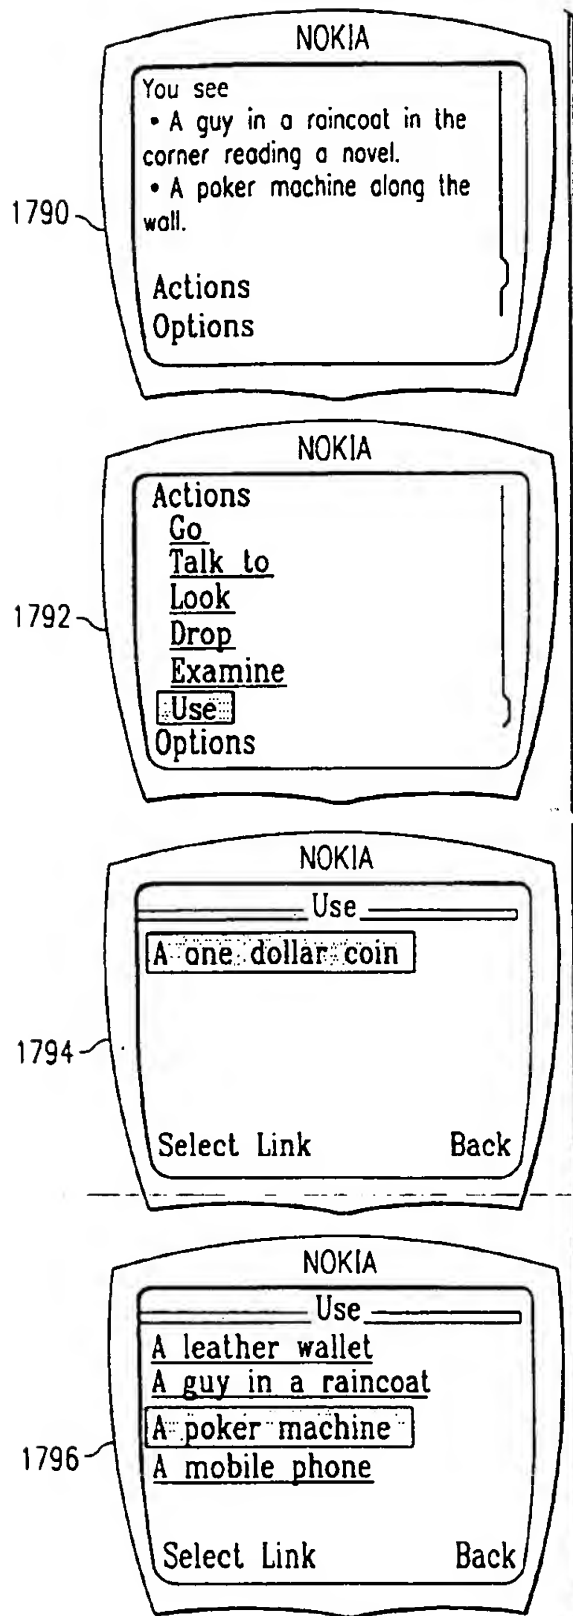 NOKIA
You see
• A guy in a raincoat in the
corner reading a novel.
• A poker machine along the
wall.
1790
Actions
Options
NOKIA
Actions
Go
Talk to
Look
1792
Drop
Examine
Use
Options
NOKIA
Use
A one dollar coin
1794
Select Link Back
NOKIA
Use
A leather wallet
A guy in a raincoat
A poker machine
1796
A mobile phone
Select Link Back